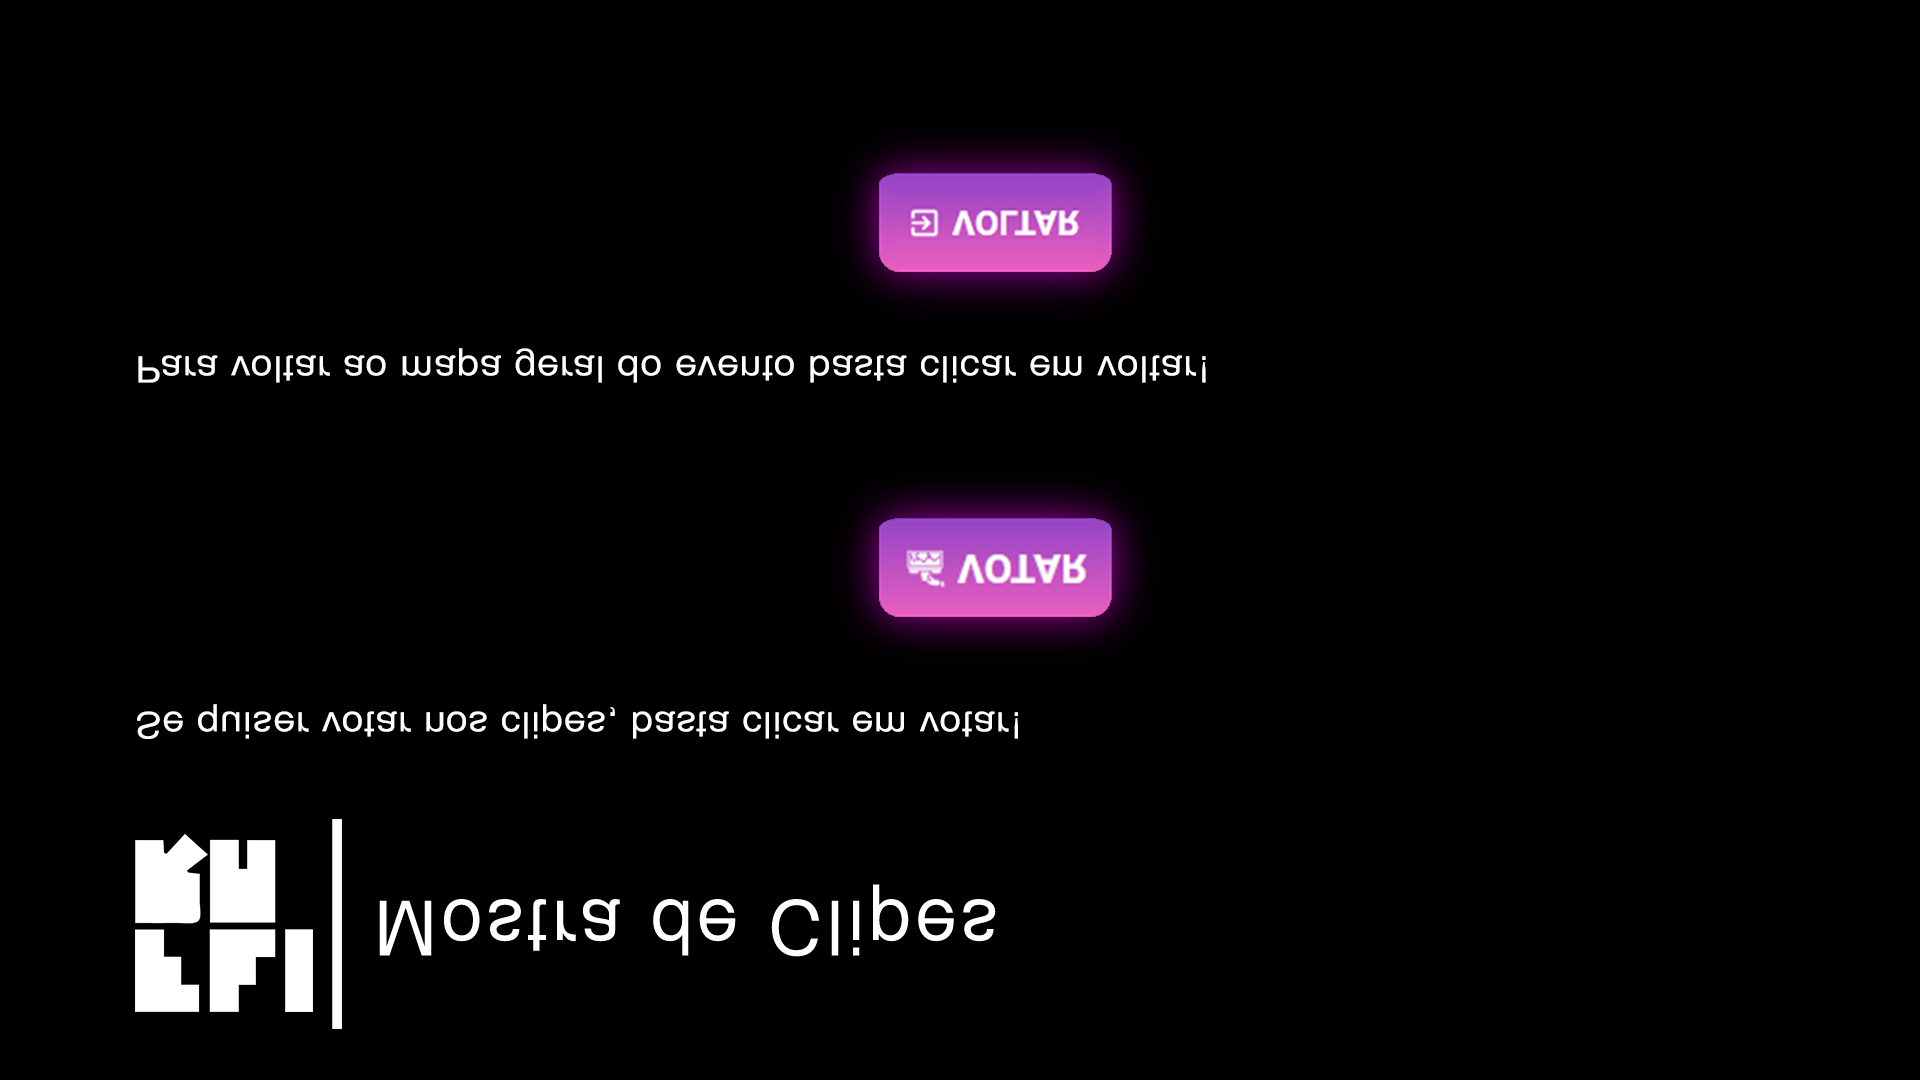 Mostra de Clipes
Se quiser votar nos clipes, basta clicar em votar!
VOTAR
Para voltar ao mapa geral do evento basta clicar em voltar!
VOLTAR